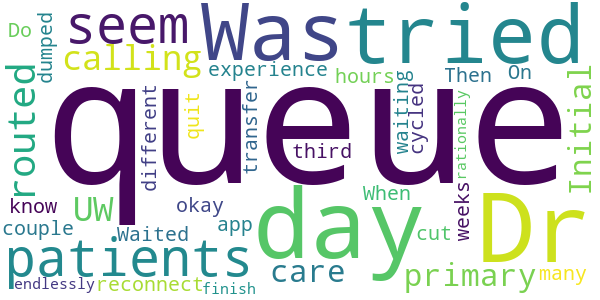 Do dumped seem Was tried
calling experience hours Then On
routed different quit transfer waiting cycled rationally Initial
queue
third
know UW okay day When weeks Dr
couple Waited app cut
patients care primary many
endlessly reconnect finish